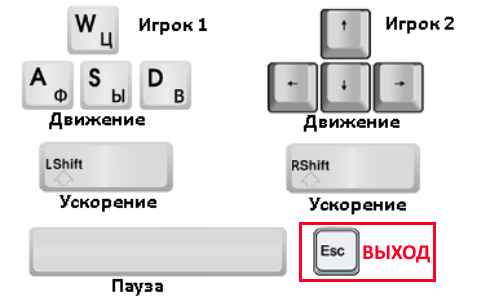 W Ц Игрок 1
↑ Игрок 2
A Ф S Ы D В
← ↓ →
Движение
Движение
LShift
RShift
Ускорение
Ускорение
Esc ВЫХОД
Пауза